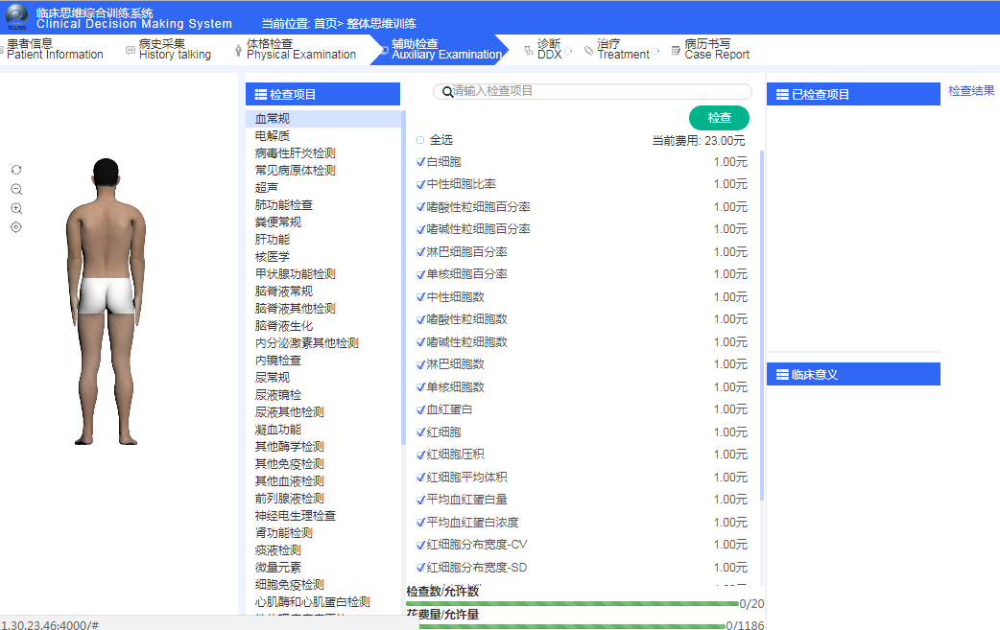 TELLYES
临床思维综合训练系统
Clinical Decision Making System
当前位置: 首页> 整体思维训练
患者信息
Patient Information
病史采集
History talking
体格检查
Physical Examination
辅助检查
Auxiliary Examination
诊断
DDX
治疗
Treatment
病历书写
Case Report
检查项目
血常规
电解质
病毒性肝炎检测
常见病原体检测
超声
肺功能检查
粪便常规
肝功能
核医学
甲状腺功能检测
脑脊液常规
脑脊液其他检测
脑脊液生化
内分泌激素其他检测
内镜检查
尿常规
尿液镜检
尿液其他检测
凝血功能
其他酶学检测
其他免疫检测
其他血液检测
前列腺液检测
神经电生理检查
肾功能检测
痰液检测
微量元素
细胞免疫检测
心肌酶和心肌蛋白检测
请输入检查项目
检查
全选
当前费用: 23.00元
白细胞 1.00元
中性细胞比率 1.00元
嗜酸性粒细胞百分率 1.00元
嗜碱性粒细胞百分率 1.00元
淋巴细胞百分率 1.00元
单核细胞百分率 1.00元
中性细胞数 1.00元
嗜酸性粒细胞数 1.00元
嗜碱性粒细胞数 1.00元
淋巴细胞数 1.00元
单核细胞数 1.00元
血红蛋白 1.00元
红细胞 1.00元
红细胞压积 1.00元
红细胞平均体积 1.00元
平均血红蛋白量 1.00元
平均血红蛋白浓度 1.00元
红细胞分布宽度-CV 1.00元
红细胞分布宽度-SD 1.00元
检查数/允许数
0/20
花费量/允许量
0/1186
已检查项目
检查结果
临床意义
1.30.23.46:4000/#